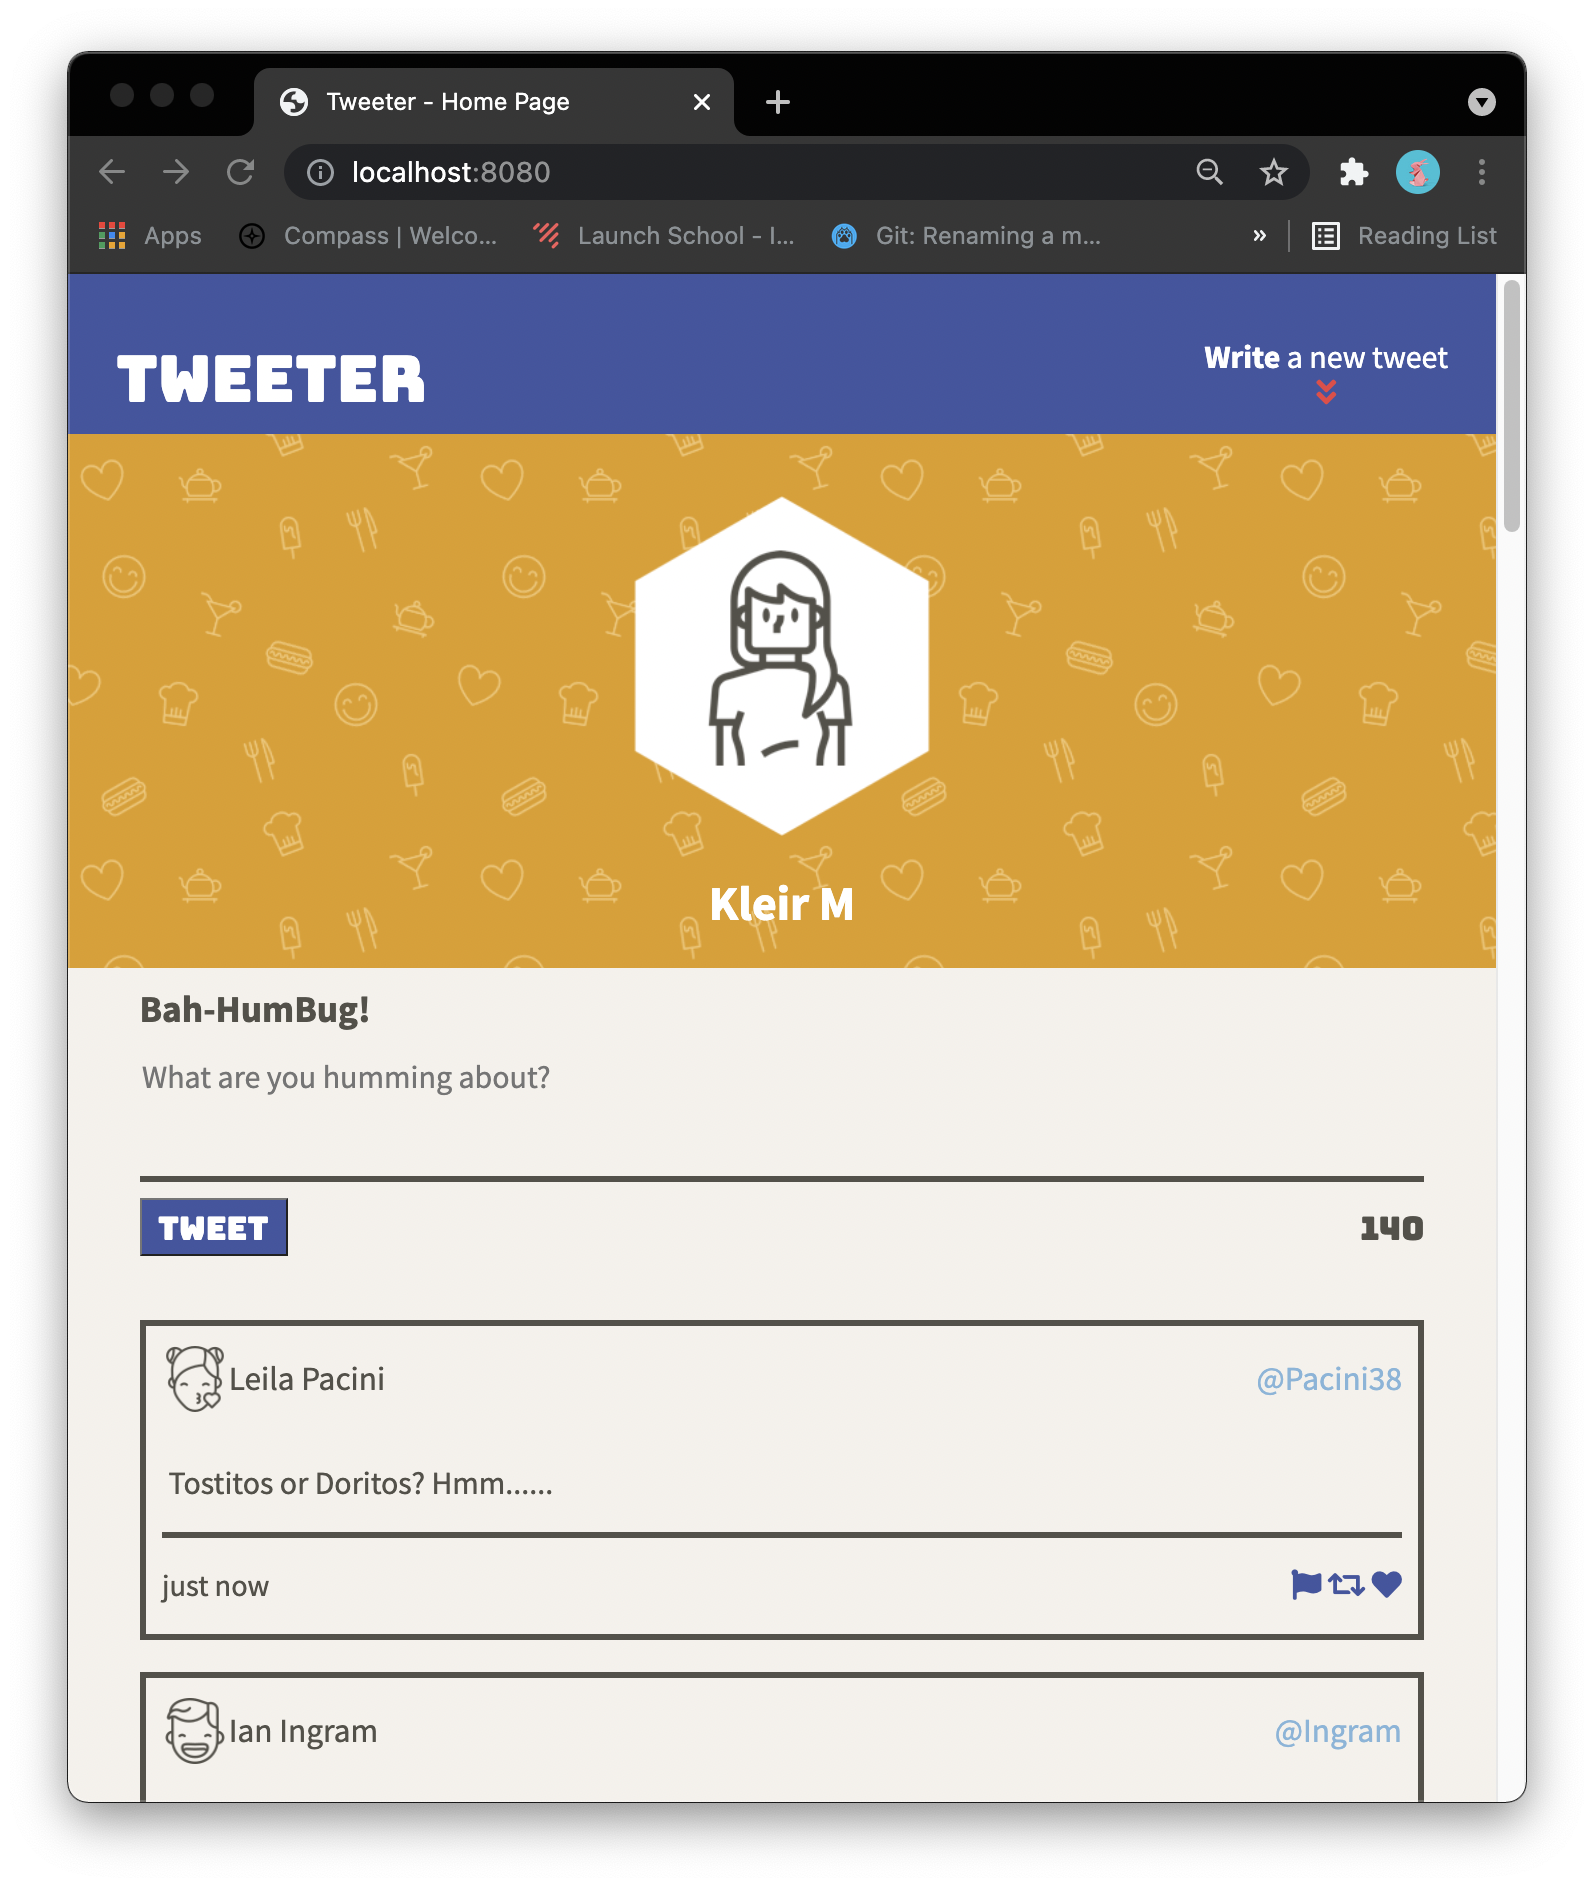 Tweeter - Home Page
localhost:8080
Apps
Compass | Welco...
Launch School - I...
Git: Renaming a m...
»
Reading List
TWEETER
Write a new tweet
Kleir M
Bah-HumBug!
What are you humming about?
TWEET
140
Leila Pacini
@Pacini38
Tostitos or Doritos? Hmm......
just now
Ian Ingram
@Ingram